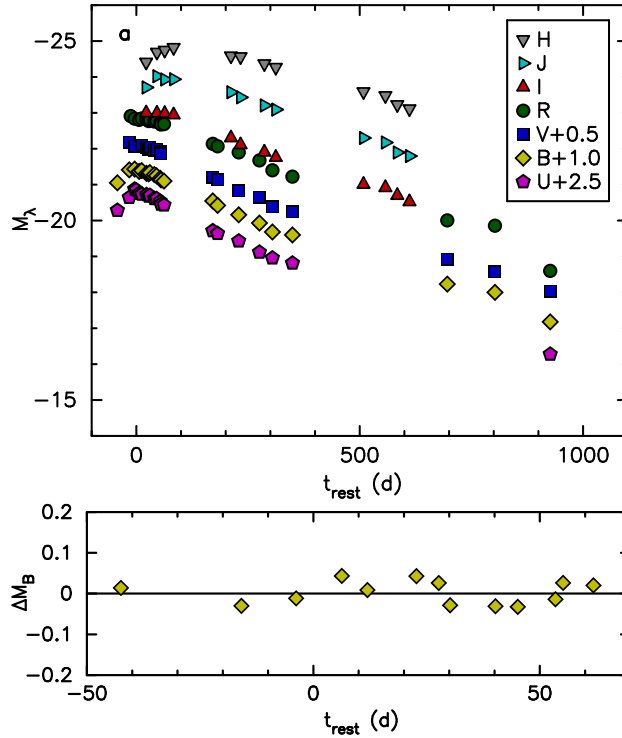 a
−25
−20
−15
M_λ
H
J
I
R
V+0.5
B+1.0
U+2.5
0 500 1000
t_rest (d)
0.2
0.1
0
−0.1
−0.2
ΔM_B
−50 0 50
t_rest (d)